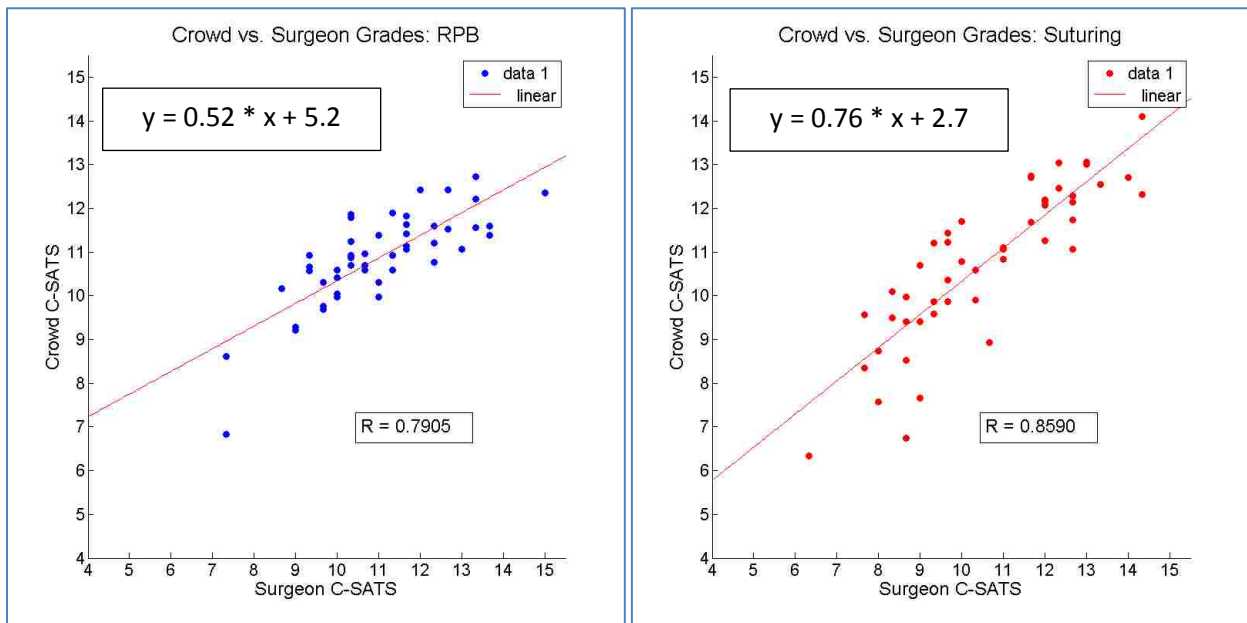 Crowd vs. Surgeon Grades: RPB
data 1
linear
y = 0.52 * x + 5.2
R = 0.7905
Crowd C-SATS
15
14
13
12
11
10
9
8
7
6
5
4
4 5 6 7 8 9 10 11 12 13 14 15
Surgeon C-SATS
Crowd vs. Surgeon Grades: Suturing
data 1
linear
y = 0.76 * x + 2.7
R = 0.8590
Crowd C-SATS
15
14
13
12
11
10
9
8
7
6
5
4
4 5 6 7 8 9 10 11 12 13 14 15
Surgeon C-SATS